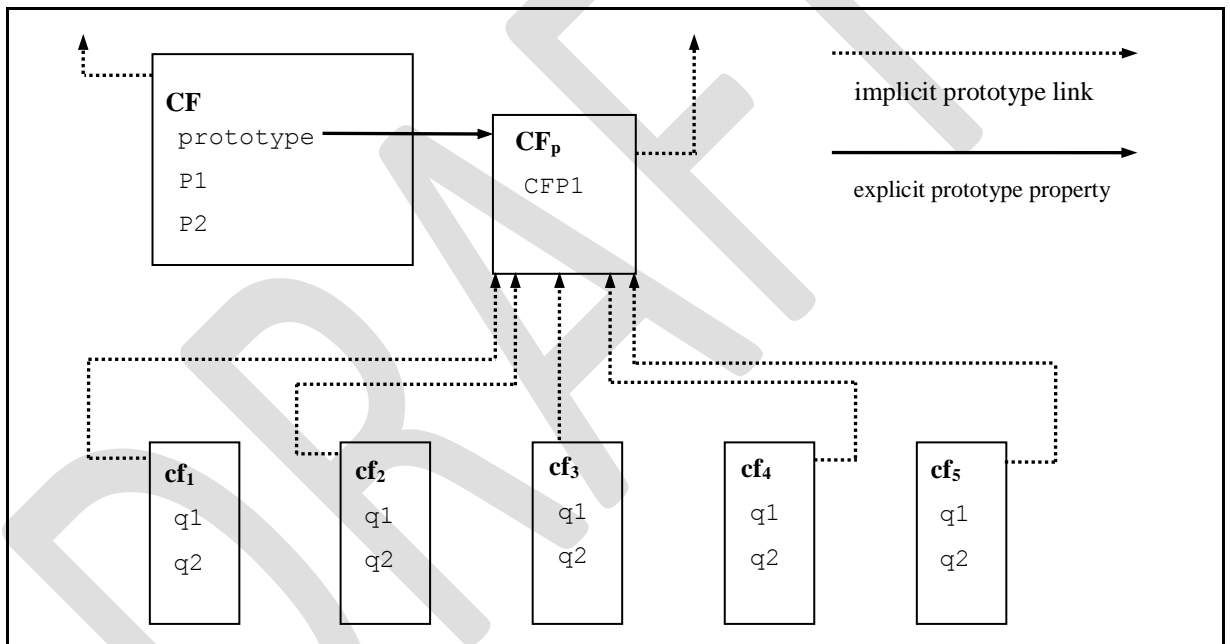 CF
prototype
P1
P2
CFp
CFP1
implicit prototype link
explicit prototype property
cf1
q1
q2
cf2
q1
q2
cf3
q1
q2
cf4
q1
q2
cf5
q1
q2
DRAFT